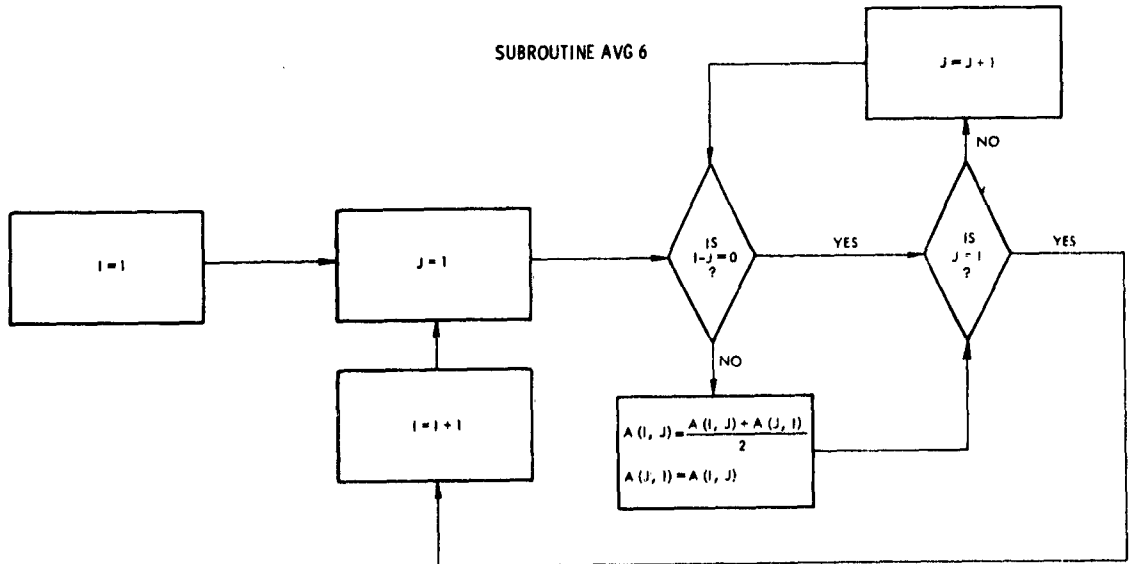 SUBROUTINE AVG 6
J = J + 1
NO
I = 1
J = 1
IS
I-J = 0
?
YES
IS
J = I
?
YES
NO
I = I + 1
A (I, J) = A (I, J) + A (J, I)
2
A (J, I) = A (I, J)